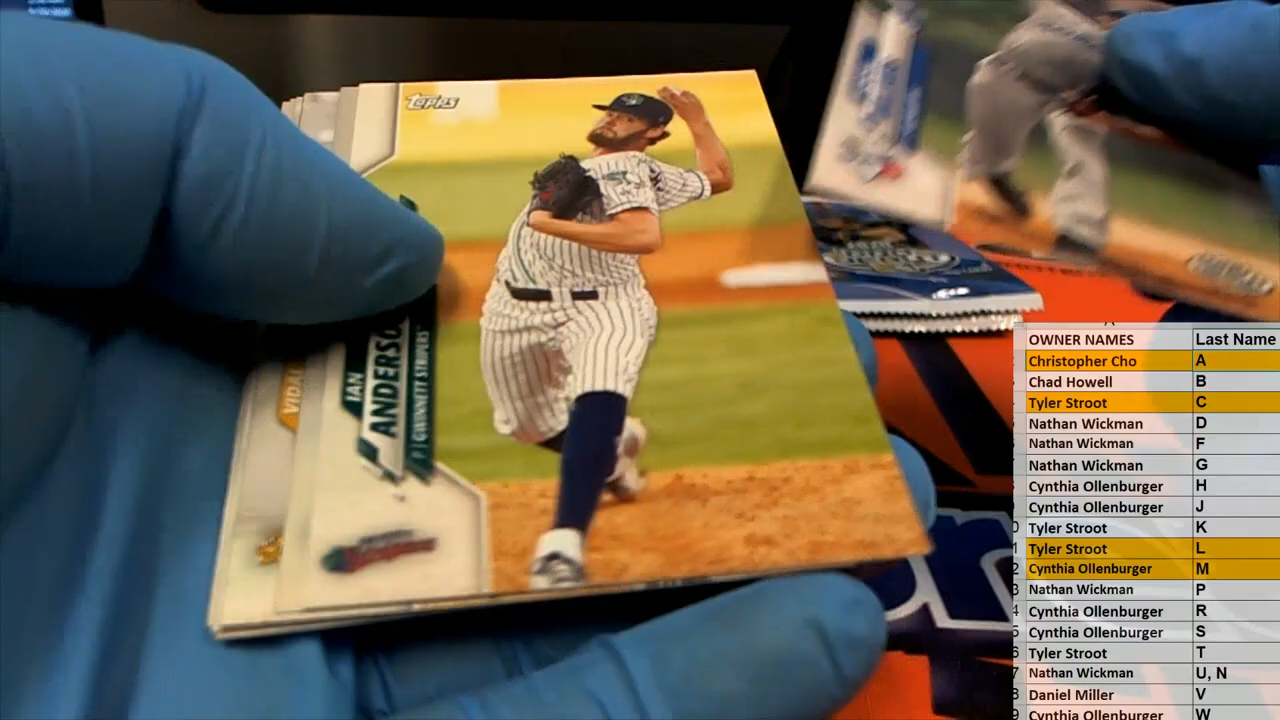 Topps
IAN
ANDERSO
P | GWINNETT STRIPERS
VIDAL
OWNER NAMES Last Name
Christopher Cho A
Chad Howell B
Tyler Stroot C
Nathan Wickman D
Nathan Wickman F
Nathan Wickman G
Cynthia Ollenburger H
Cynthia Ollenburger J
Tyler Stroot K
Tyler Stroot L
Cynthia Ollenburger M
Nathan Wickman P
Cynthia Ollenburger R
Cynthia Ollenburger S
Tyler Stroot T
Nathan Wickman U, N
Daniel Miller V
Cynthia Ollenburger W